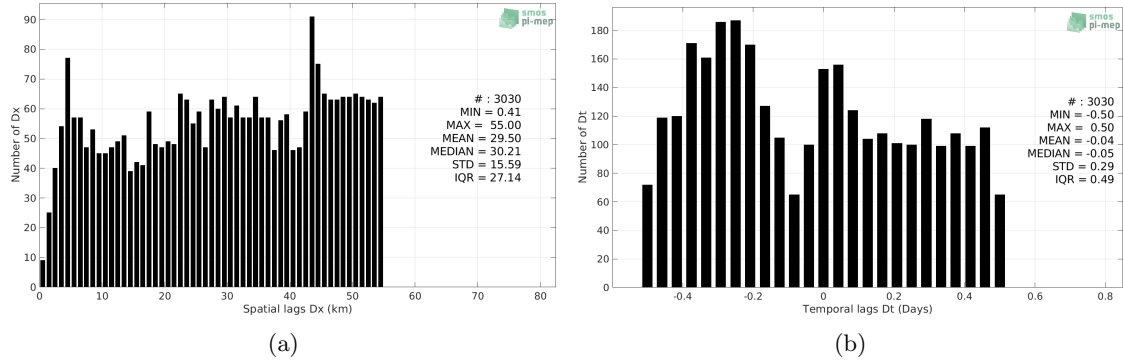 smos
pi-mep
90
80
70
60
50
40
30
20
10
0
Number of Dx
# : 3030
MIN = 0.41
MAX = 55.00
MEAN = 29.50
MEDIAN = 30.21
STD = 15.59
IQR = 27.14
0 10 20 30 40 50 60 70 80
Spatial lags Dx (km)
(a)
smos
pi-mep
180
160
140
120
100
80
60
40
20
0
Number of Dt
# : 3030
MIN = -0.50
MAX = 0.50
MEAN = -0.04
MEDIAN = -0.05
STD = 0.29
IQR = 0.49
-0.4 -0.2 0 0.2 0.4 0.6 0.8
Temporal lags Dt (Days)
(b)